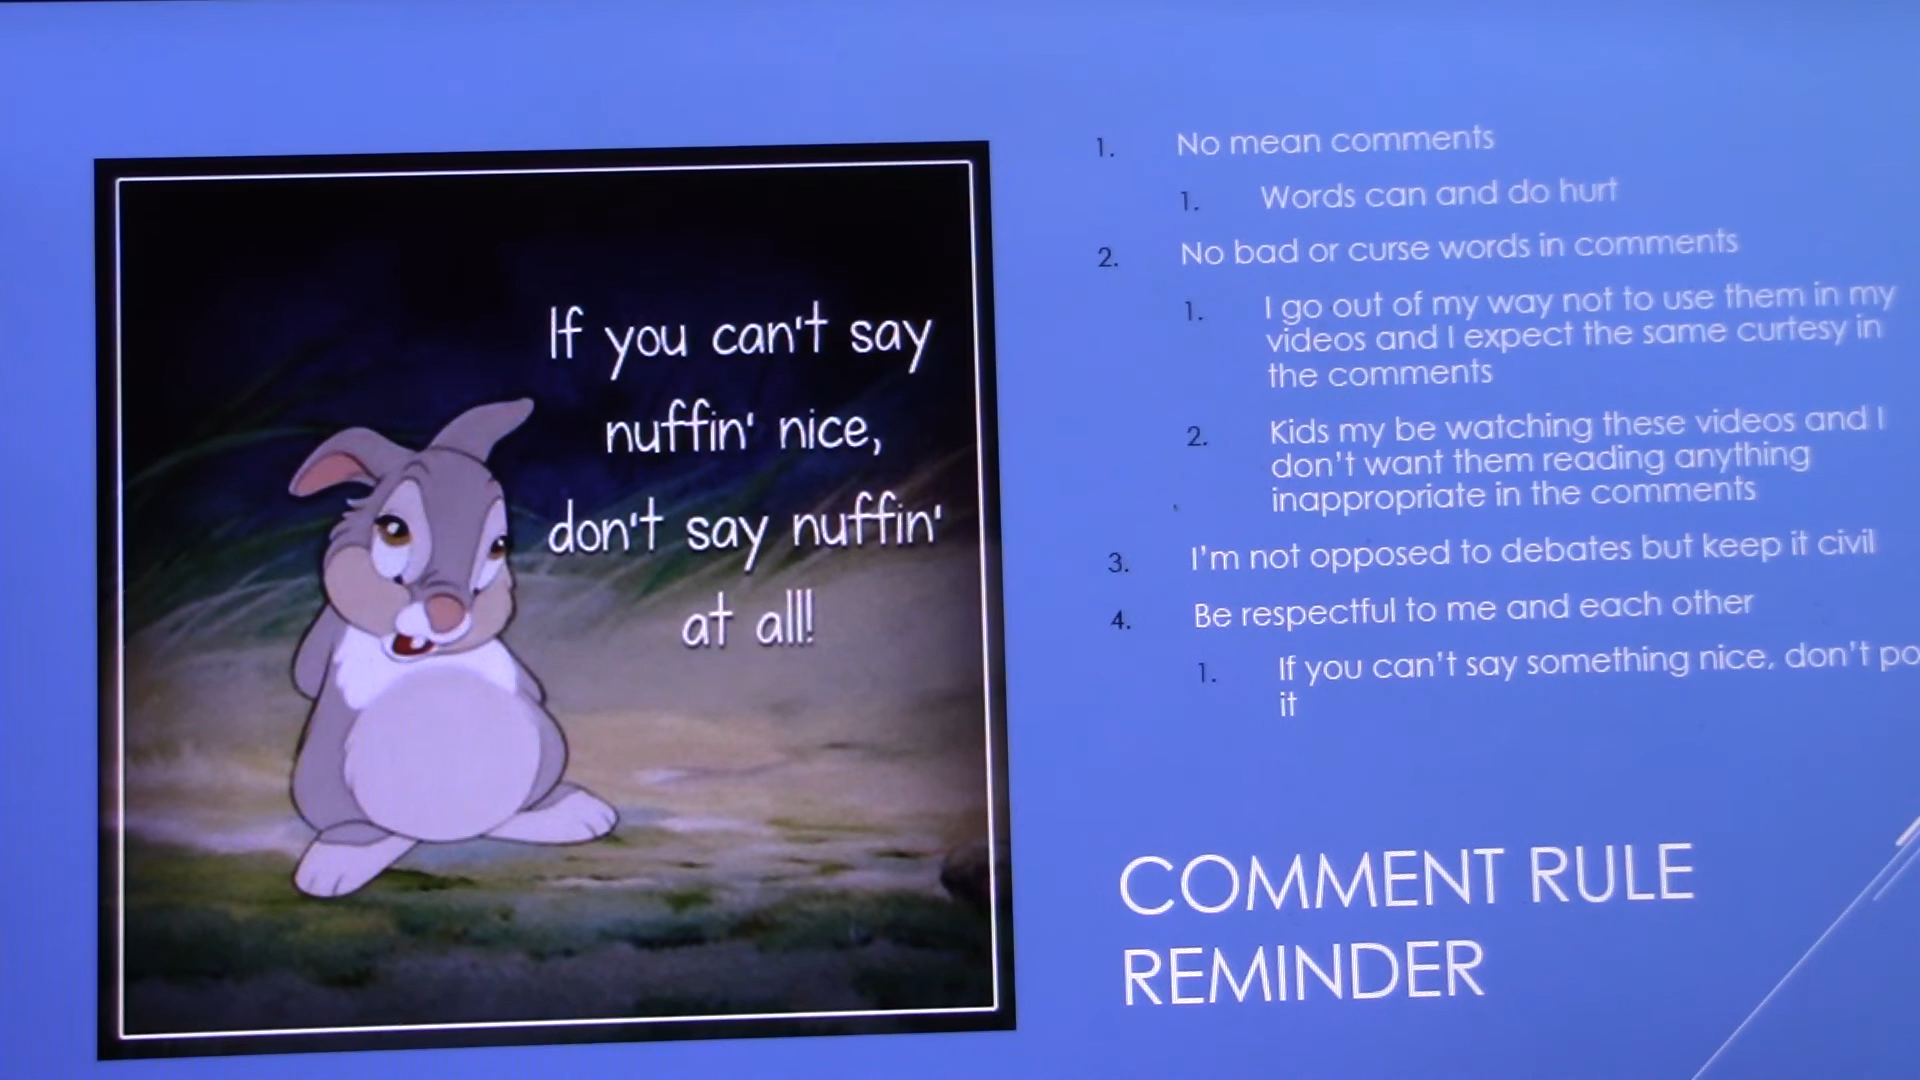 If you can't say
nuffin' nice,
don't say nuffin'
at all!
1. No mean comments
1. Words can and do hurt
2. No bad or curse words in comments
1. I go out of my way not to use them in my
videos and I expect the same curtesy in
the comments
2. Kids my be watching these videos and I
don't want them reading anything
inappropriate in the comments
3. I'm not opposed to debates but keep it civil
4. Be respectful to me and each other
1. If you can't say something nice, don't po
it
COMMENT RULE
REMINDER